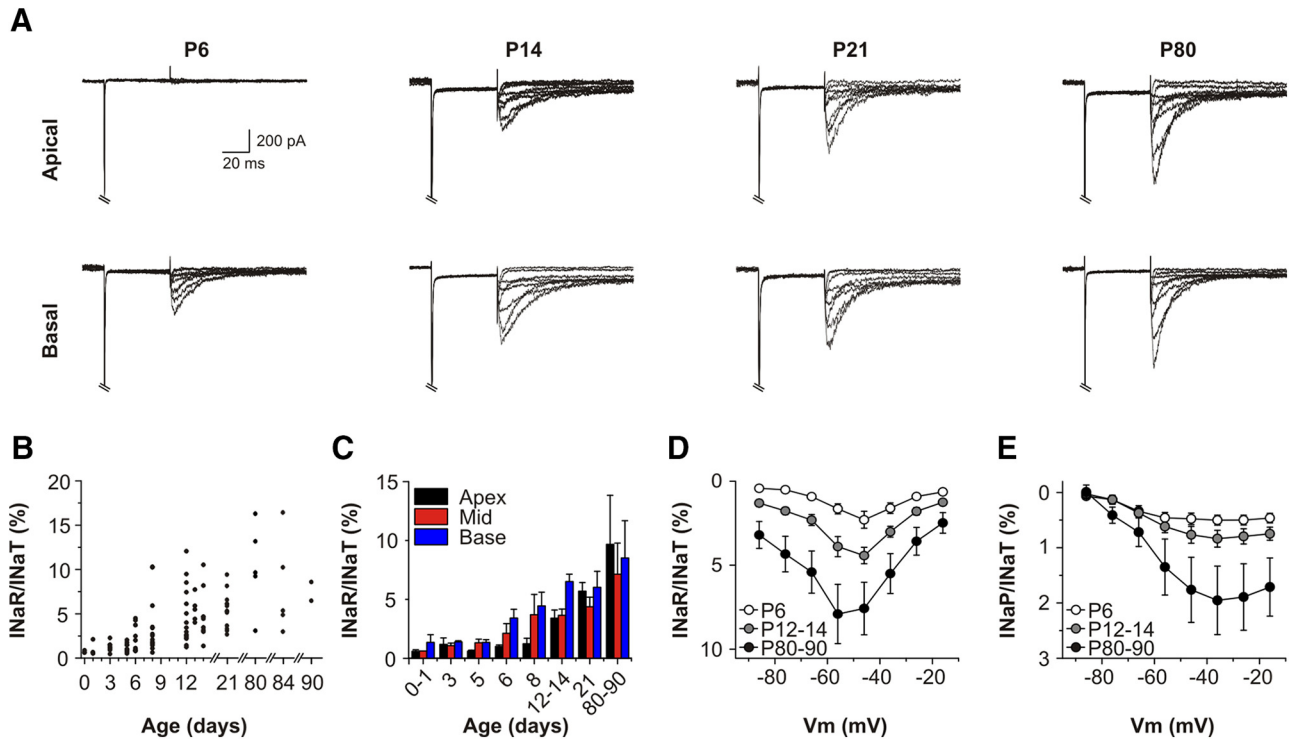 A
P6 P14 P21 P80
Apical
200 pA
20 ms
Basal
B
INaR/INaT (%)
20
15
10
5
0
0 3 6 9 12 21 80 84 90
Age (days)
C
INaR/INaT (%)
15
10
5
0
Apex
Mid
Base
0-1 3 5 6 8 12-14 21 80-90
Age (days)
D
INaR/INaT (%)
0
5
10
P6
P12-14
P80-90
-80 -60 -40 -20
Vm (mV)
E
INaP/INaT (%)
0
1
2
3
P6
P12-14
P80-90
-80 -60 -40 -20
Vm (mV)